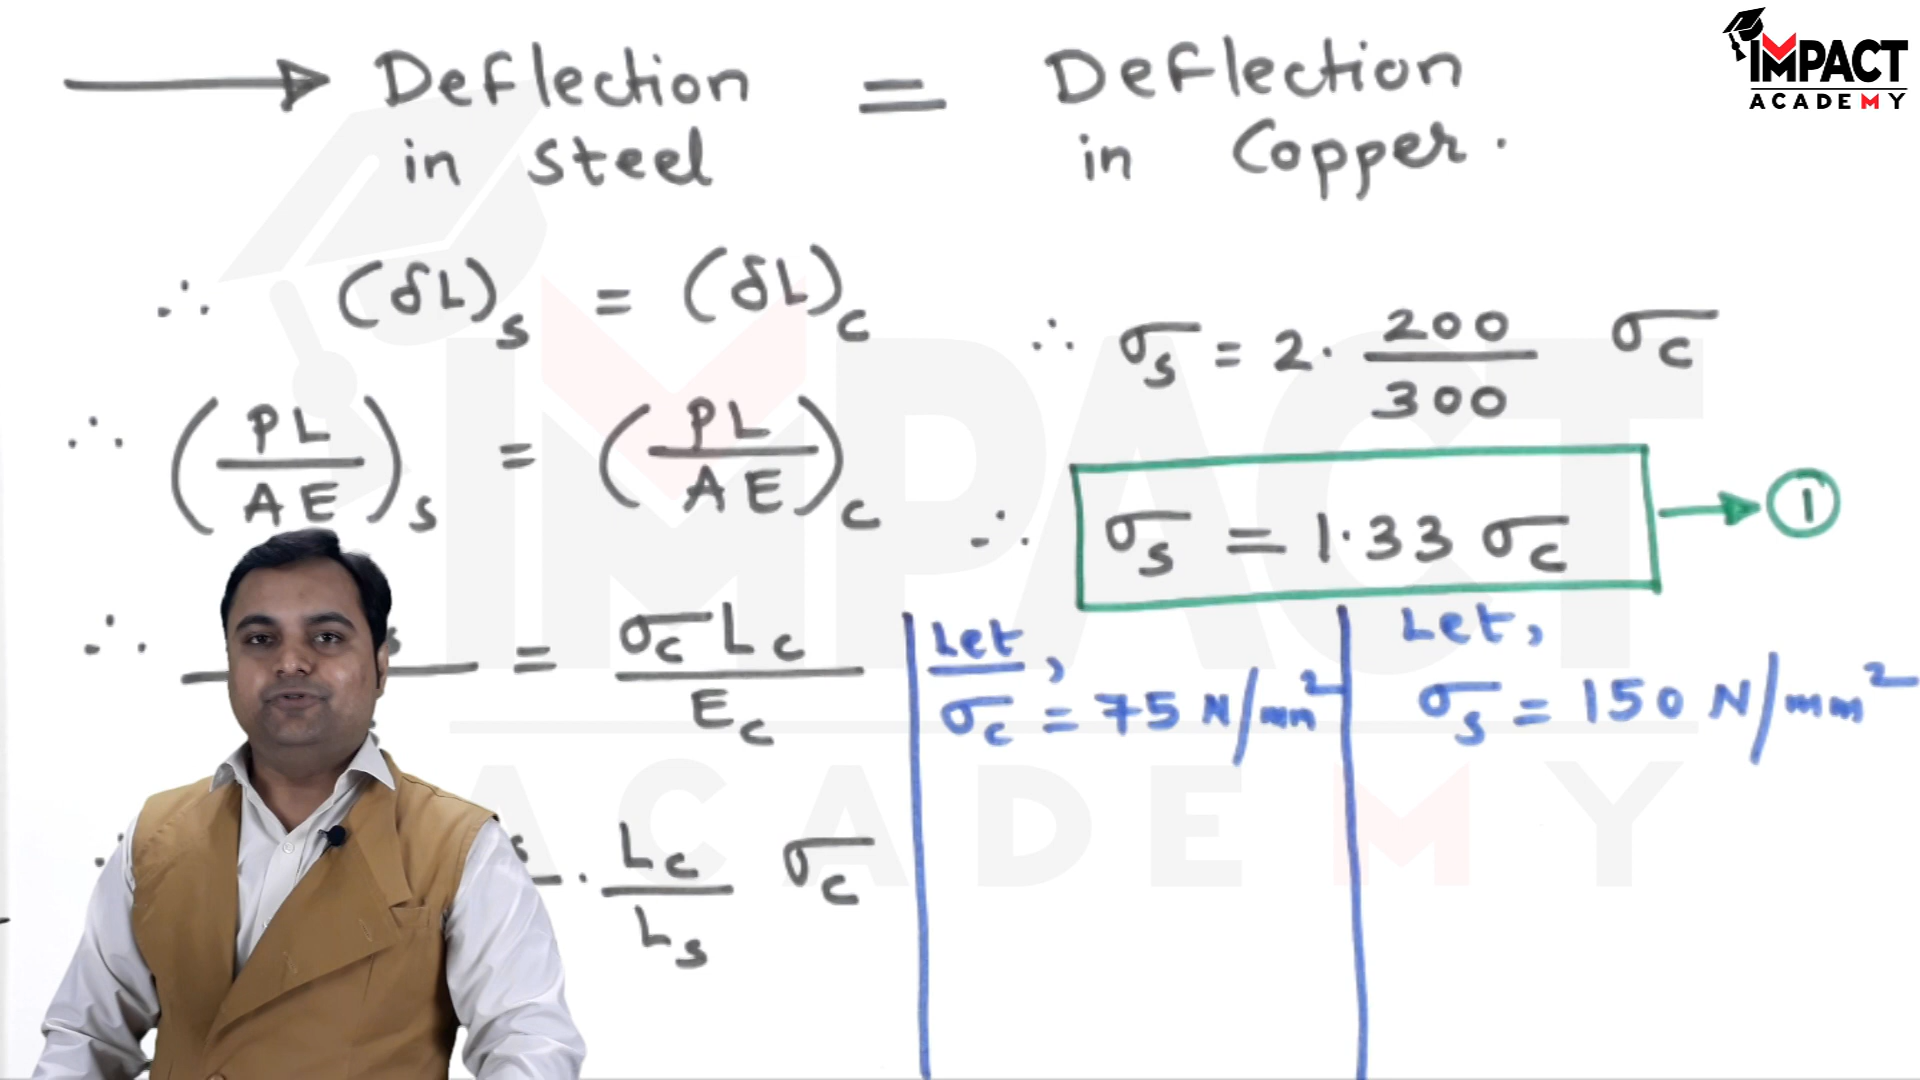 IMPACT
ACADEMY
Deflection in steel = Deflection in Copper.
∴ (δL)s = (δL)c
∴ (PL/AE)s = (PL/AE)c
= σc Lc / Ec
. Lc/Ls σc
∴ σs = 2. 200/300 σc
∴ σs = 1.33 σc → 1
Let, σc = 75 N/mm²
Let, σs = 150 N/mm²
IMPACT
ACADEMY